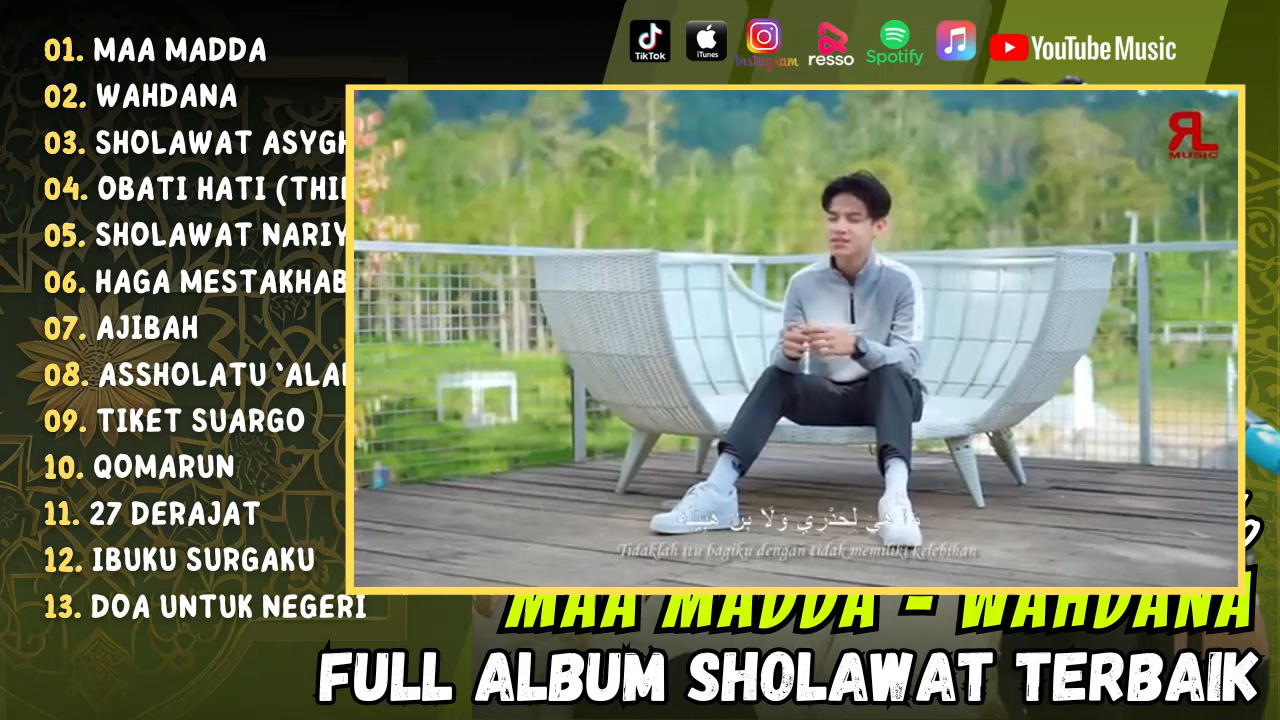 01. MAA MADDA
02. WAHDANA
03. SHOLAWAT ASYGH
04. OBATI HATI (THI
05. SHOLAWAT NARIY
06. HAGA MESTAKHAB
07. AJIBAH
08. ASSHOLATU 'ALA
09. TIKET SUARGO
10. QOMARUN
11. 27 DERAJAT
12. IBUKU SURGAKU
13. DOA UNTUK NEGERI
TikTok
iTunes
Instagram
resso
Spotify
YouTube Music
RL
MUSIC
Tidaklah itu bagiku dengan tidak memiliki kelebihan
MAA MADDA - WAHDANA
FULL ALBUM SHOLAWAT TERBAIK